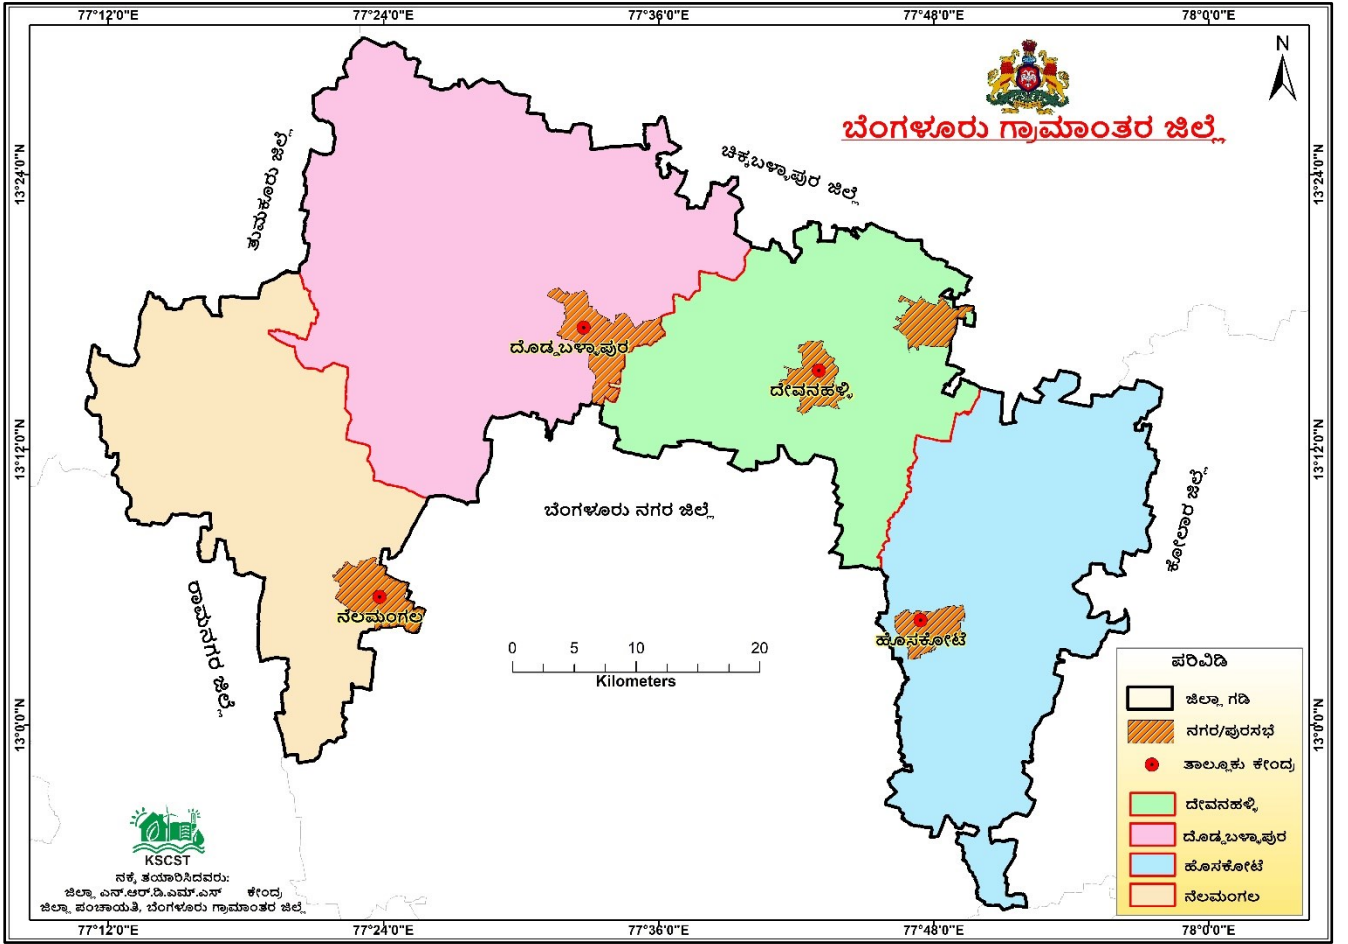 77°12'0"E
77°24'0"E
77°36'0"E
77°48'0"E
78°0'0"E
N
ಬೆಂಗಳೂರು ಗ್ರಾಮಾಂತರ ಜಿಲ್ಲೆ
13°24'0"N
13°24'0"N
ತುಮಕೂರು ಜಿಲ್ಲೆ
ಚಿಕ್ಕಬಳ್ಳಾಪುರ ಜಿಲ್ಲೆ
ದೊಡ್ಡಬಳ್ಳಾಪುರ
ದೇವನಹಳ್ಳಿ
13°12'0"N
13°12'0"N
ಬೆಂಗಳೂರು ನಗರ ಜಿಲ್ಲೆ
ಕೋಲಾರ ಜಿಲ್ಲೆ
ರಾಮನಗರ ಜಿಲ್ಲೆ
ನೆಲಮಂಗಲ
ಹೊಸಕೋಟೆ
0 5 10 20
Kilometers
13°0'0"N
13°0'0"N
ಪರಿವಿಡಿ
ಜಿಲ್ಲಾ ಗಡಿ
ನಗರ/ಪುರಸಭೆ
ತಾಲ್ಲೂಕು ಕೇಂದ್ರ
ದೇವನಹಳ್ಳಿ
ದೊಡ್ಡಬಳ್ಳಾಪುರ
ಹೊಸಕೋಟೆ
ನೆಲಮಂಗಲ
KSCST
ನಕ್ಷೆ ತಯಾರಿಸಿದವರು:
ಜಿಲ್ಲಾ ಎನ್.ಆರ್.ಡಿ.ಎಮ್.ಎಸ್ ಕೇಂದ್ರ
ಜಿಲ್ಲಾ ಪಂಚಾಯತಿ, ಬೆಂಗಳೂರು ಗ್ರಾಮಾಂತರ ಜಿಲ್ಲೆ
77°12'0"E
77°24'0"E
77°36'0"E
77°48'0"E
78°0'0"E